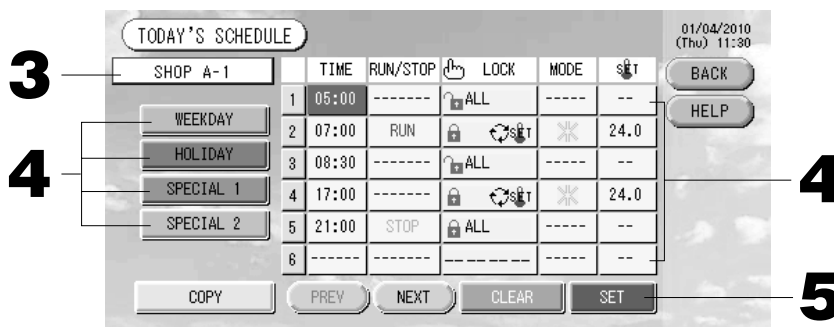 TODAY'S SCHEDULE
01/04/2010
(Thu) 11:30
3
SHOP A-1
TIME RUN/STOP LOCK MODE SET
BACK
HELP
1 05:00 ------- ALL ----- --
2 07:00 RUN SET 24.0
3 08:30 ------- ALL ----- --
4 17:00 ------- SET 24.0
5 21:00 STOP ALL ----- --
6 ------ ------- -------- ----- --
4
WEEKDAY
HOLIDAY
SPECIAL 1
SPECIAL 2
4
COPY PREV NEXT CLEAR SET
5